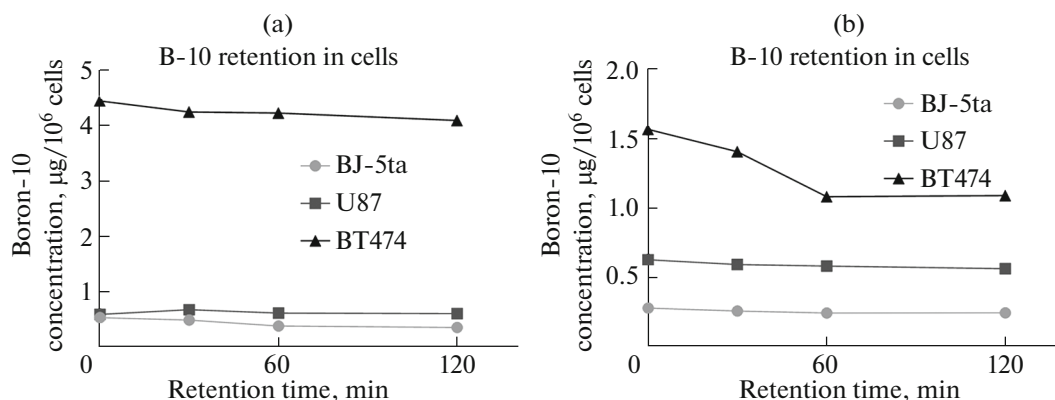 (a)
B-10 retention in cells
Boron-10
concentration, µg/10⁶ cells
5
4
3
2
1
0
60
120
Retention time, min
BJ-5ta
U87
BT474
(b)
B-10 retention in cells
Boron-10
concentration, µg/10⁶ cells
2.0
1.5
1.0
0.5
0
60
120
Retention time, min
BJ-5ta
U87
BT474